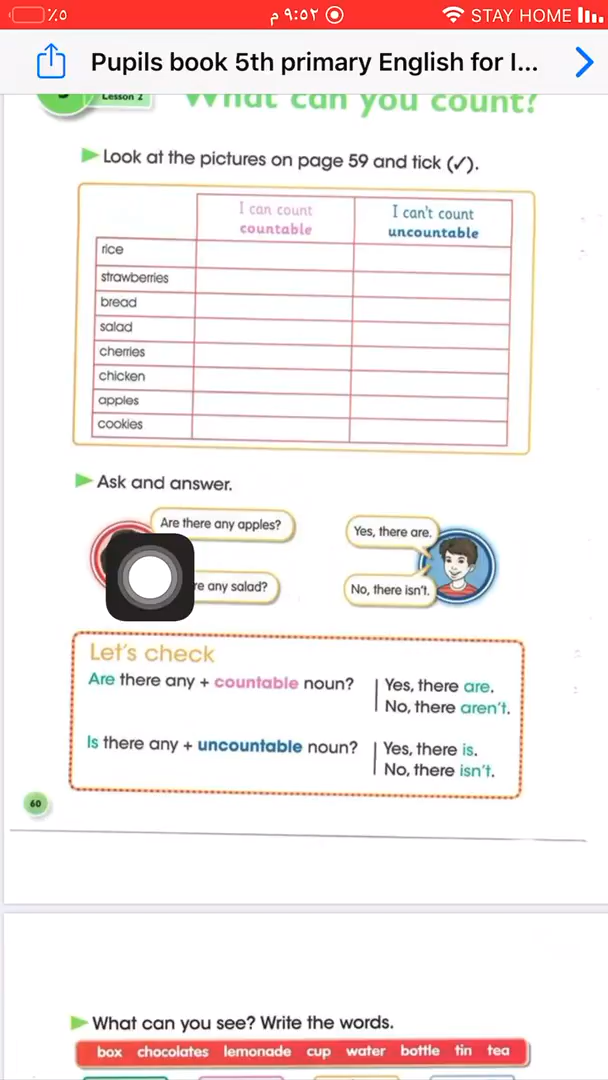 ٪٥ ٩:٥٢ م STAY HOME
Pupils book 5th primary English for I...
Lesson 2 What can you count?
Look at the pictures on page 59 and tick (✓).
I can count countable
I can't count uncountable
rice
strawberries
bread
salad
cherries
chicken
apples
cookies
Ask and answer.
Are there any apples?
Yes, there are.
any salad?
No, there isn't.
Let's check
Are there any + countable noun?
Yes, there are.
No, there aren't.
Is there any + uncountable noun?
Yes, there is.
No, there isn't.
60
What can you see? Write the words.
box chocolates lemonade cup water bottle tin tea